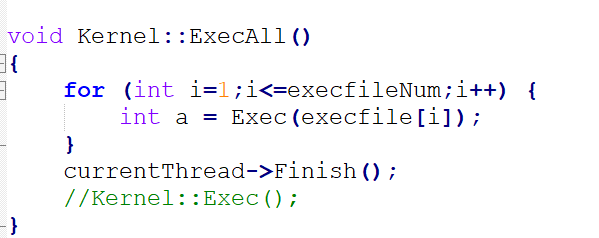 void Kernel::ExecAll()
{
    for (int i=1;i<=execfileNum;i++) {
        int a = Exec(execfile[i]);
    }
    currentThread->Finish();
    //Kernel::Exec();
}